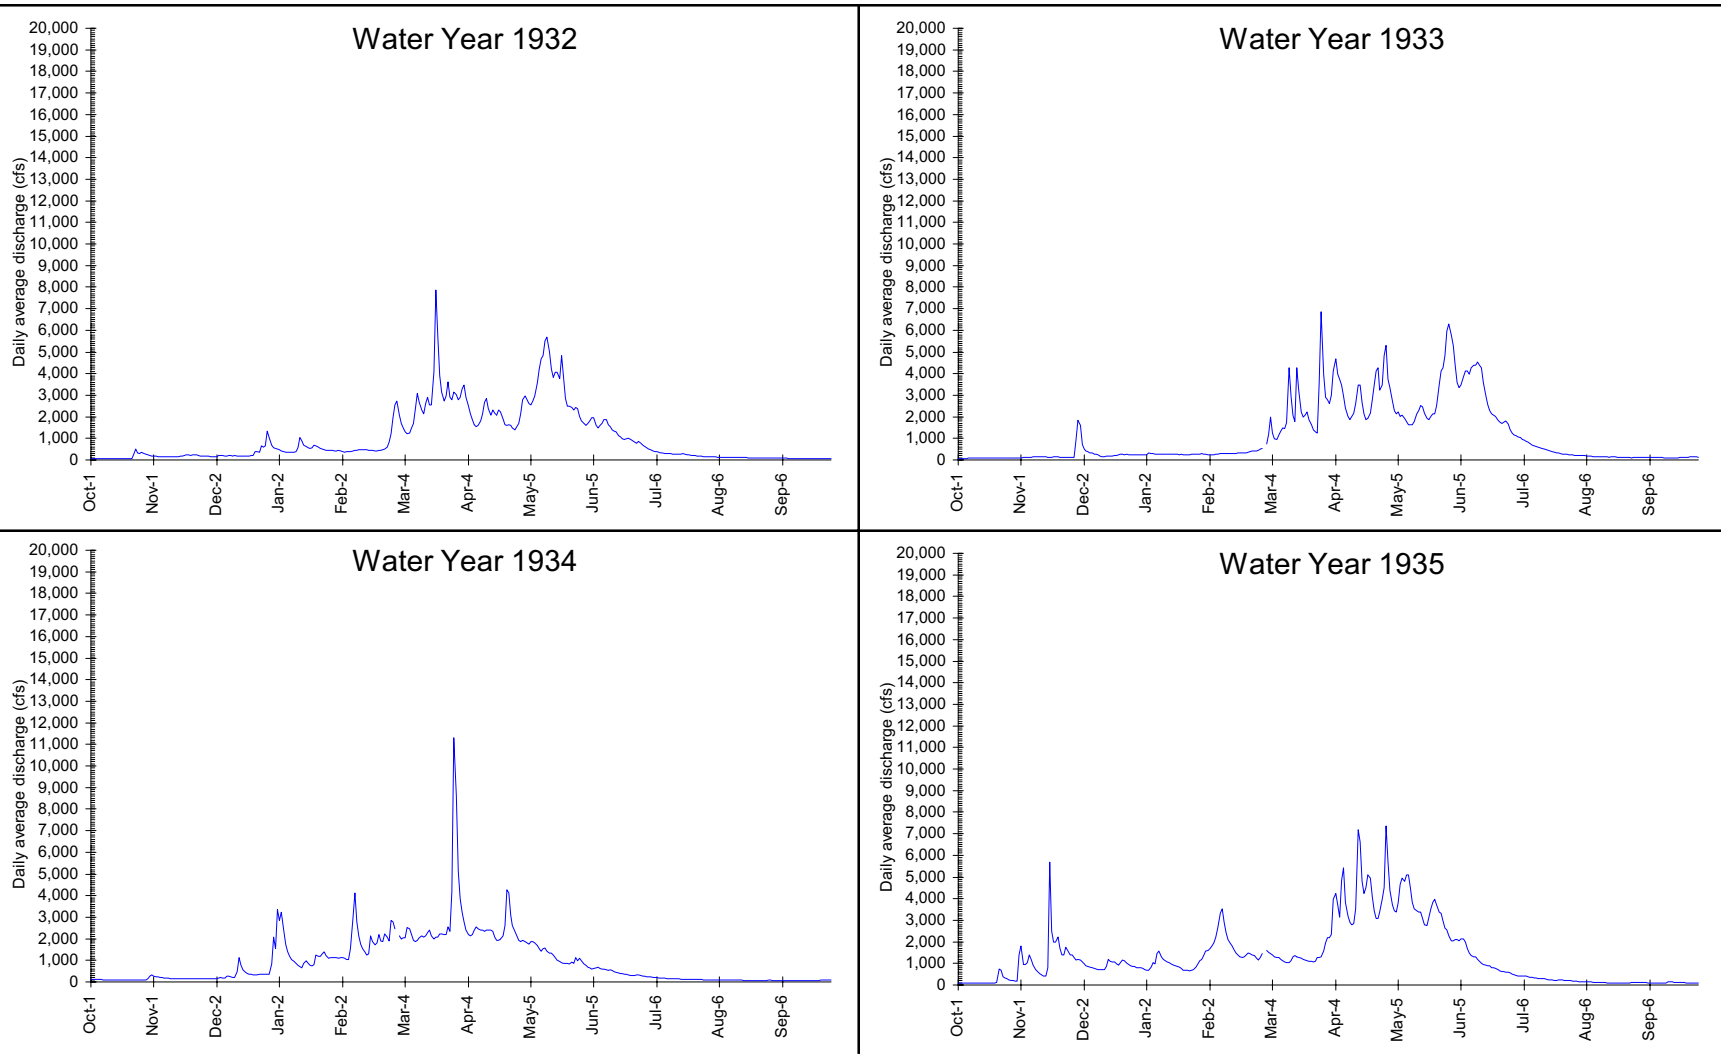 Water Year 1932
Daily average discharge (cfs)
20,000
19,000
18,000
17,000
16,000
15,000
14,000
13,000
12,000
11,000
10,000
9,000
8,000
7,000
6,000
5,000
4,000
3,000
2,000
1,000
0
Oct-1
Nov-1
Dec-2
Jan-2
Feb-2
Mar-4
Apr-4
May-5
Jun-5
Jul-6
Aug-6
Sep-6
Water Year 1933
Daily average discharge (cfs)
20,000
19,000
18,000
17,000
16,000
15,000
14,000
13,000
12,000
11,000
10,000
9,000
8,000
7,000
6,000
5,000
4,000
3,000
2,000
1,000
0
Oct-1
Nov-1
Dec-2
Jan-2
Feb-2
Mar-4
Apr-4
May-5
Jun-5
Jul-6
Aug-6
Sep-6
Water Year 1934
Daily average discharge (cfs)
20,000
19,000
18,000
17,000
16,000
15,000
14,000
13,000
12,000
11,000
10,000
9,000
8,000
7,000
6,000
5,000
4,000
3,000
2,000
1,000
0
Oct-1
Nov-1
Dec-2
Jan-2
Feb-2
Mar-4
Apr-4
May-5
Jun-5
Jul-6
Aug-6
Sep-6
Water Year 1935
Daily average discharge (cfs)
20,000
19,000
18,000
17,000
16,000
15,000
14,000
13,000
12,000
11,000
10,000
9,000
8,000
7,000
6,000
5,000
4,000
3,000
2,000
1,000
0
Oct-1
Nov-1
Dec-2
Jan-2
Feb-2
Mar-4
Apr-4
May-5
Jun-5
Jul-6
Aug-6
Sep-6